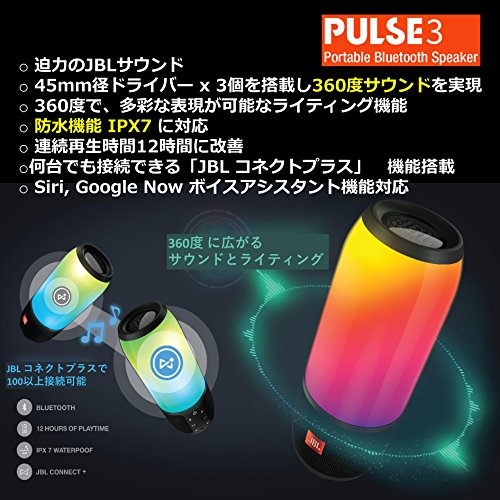 PULSE3
Portable Bluetooth Speaker
○ 迫力のJBLサウンド
○ 45mm径ドライバー x 3個を搭載し360度サウンドを実現
○ 360度で、多彩な表現が可能なライティング機能
○ 防水機能 IPX7 に対応
○ 連続再生時間12時間に改善
○何台でも接続できる「JBL コネクトプラス」 機能搭載
○ Siri, Google Now ボイスアシスタント機能対応
360度 に広がる
サウンドとライティング
JBL コネクトプラスで
100以上接続可能
BLUETOOTH
12 HOURS OF PLAYTIME
IPX 7 WATERPROOF
JBL CONNECT +
JBL